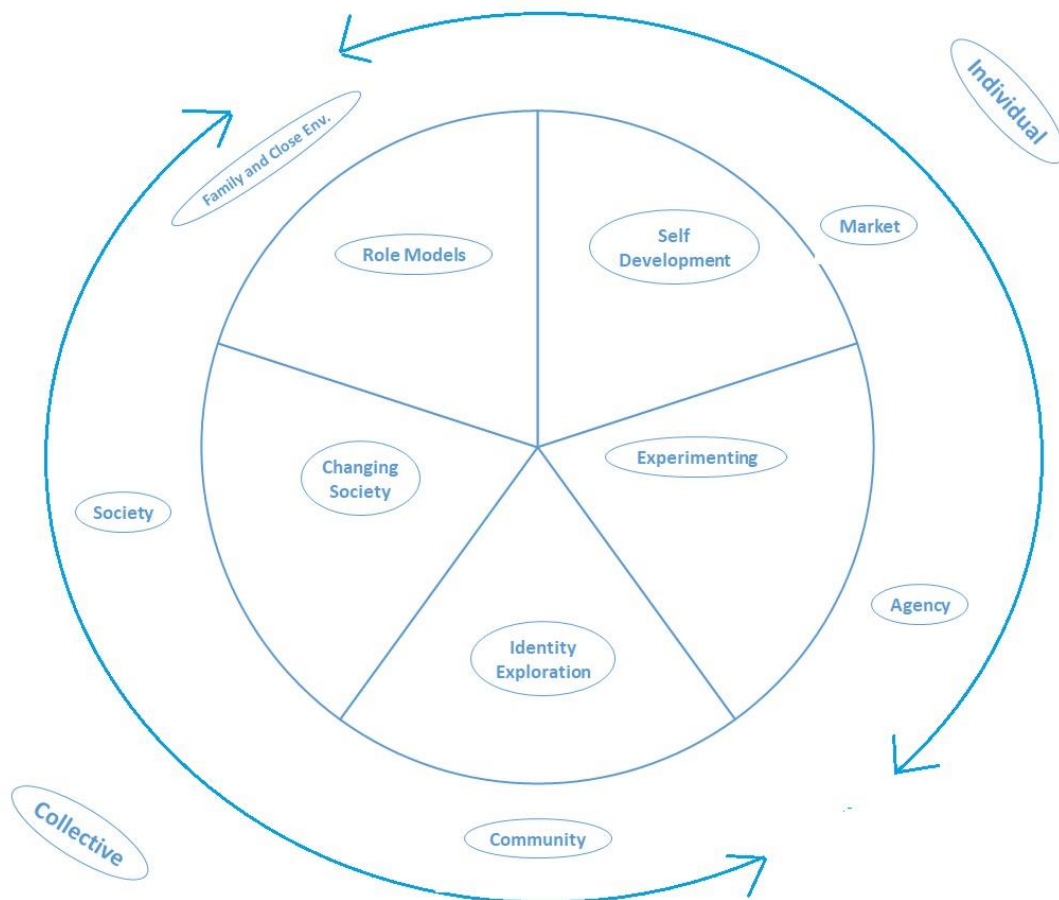 Individual
Family and Close Env.
Market
Role Models
Self
Development
Experimenting
Changing
Society
Society
Agency
Identity
Exploration
Community
Collective